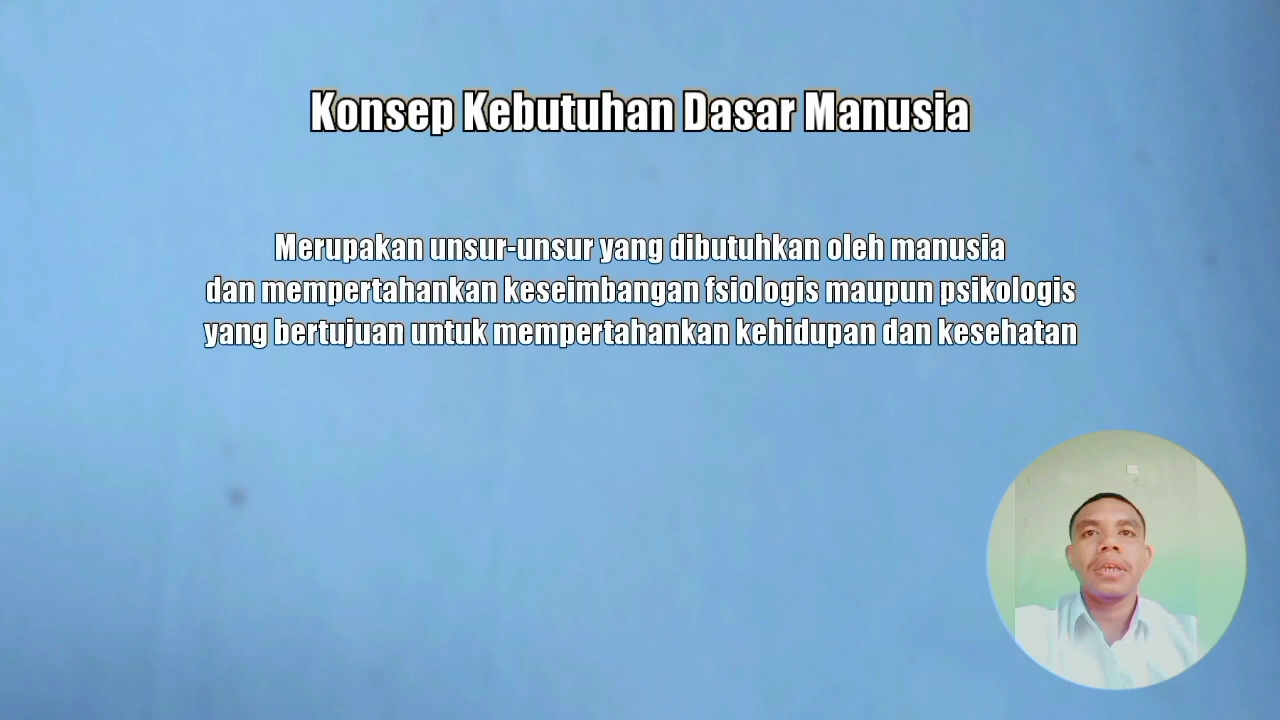 Konsep Kebutuhan Dasar Manusia
Merupakan unsur-unsur yang dibutuhkan oleh manusia
dan mempertahankan keseimbangan fsiologis maupun psikologis
yang bertujuan untuk mempertahankan kehidupan dan kesehatan